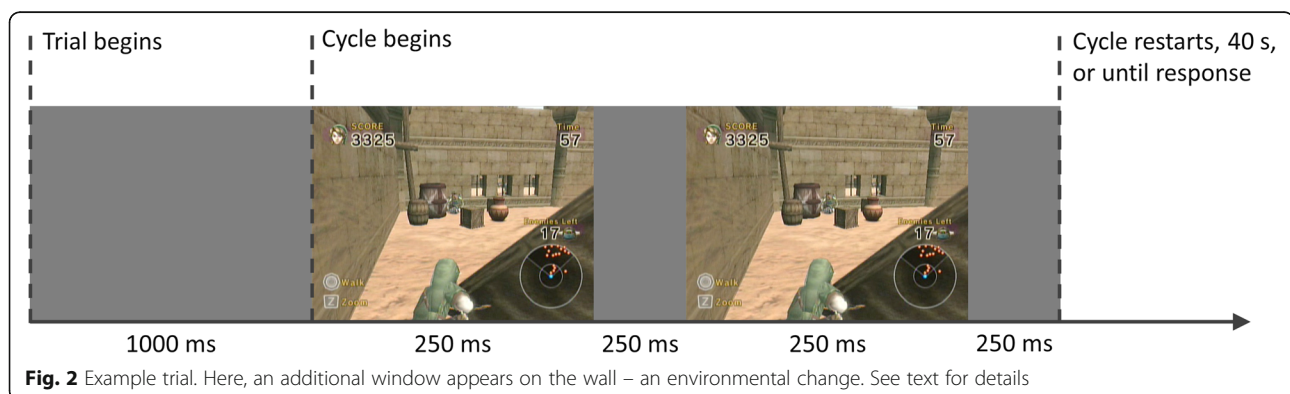 Trial begins
Cycle begins
Cycle restarts, 40 s,
or until response
SCORE
3325
Time
57
Enemies Left
17
Walk
Z Zoom
SCORE
3325
Time
57
Enemies Left
17
Walk
Z Zoom
1000 ms
250 ms
250 ms
250 ms
250 ms
Fig. 2 Example trial. Here, an additional window appears on the wall – an environmental change. See text for details